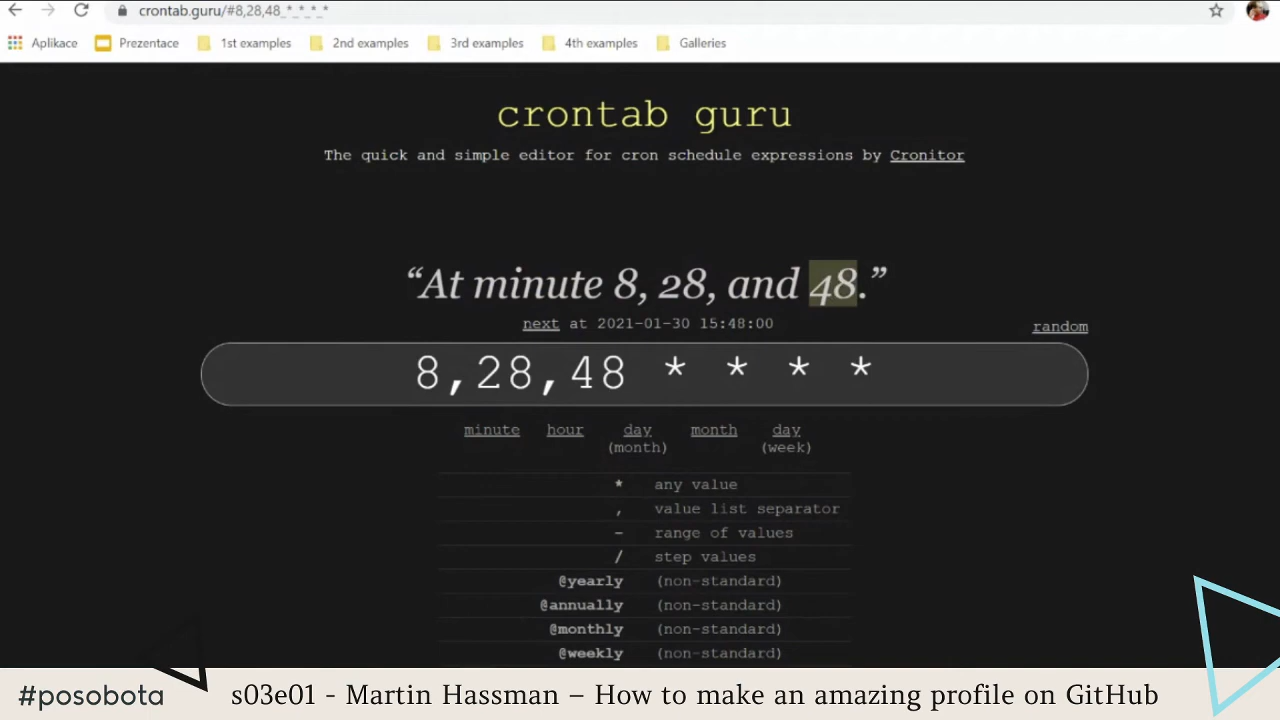 crontab.guru/#8,28,48_*_*_*_*
Aplikace Prezentace 1st examples 2nd examples 3rd examples 4th examples Galleries
crontab guru
The quick and simple editor for cron schedule expressions by Cronitor
“At minute 8, 28, and 48.”
next at 2021-01-30 15:48:00
random
8,28,48 * * * *
minute hour day month day
(month) (week)
* any value
, value list separator
- range of values
/ step values
@yearly (non-standard)
@annually (non-standard)
@monthly (non-standard)
@weekly (non-standard)
#posobota s03e01 - Martin Hassman – How to make an amazing profile on GitHub